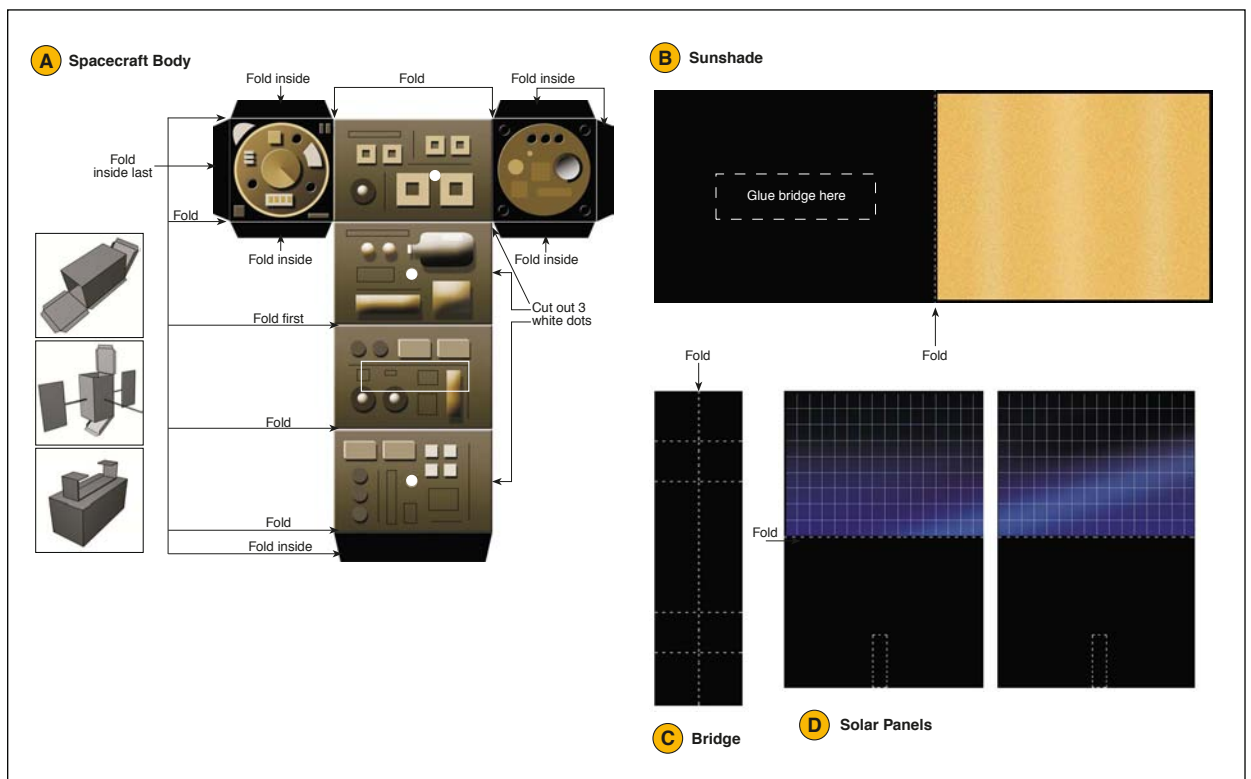 A Spacecraft Body
Fold inside
Fold
Fold inside
Fold
inside last
Fold
Fold inside
Fold inside
Cut out 3
white dots
Fold first
Fold
Fold
Fold inside
B Sunshade
Glue bridge here
Fold
Fold
Fold
C Bridge
D Solar Panels